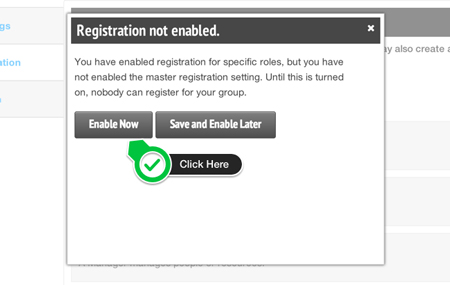 Registration not enabled.
gs
ay also create a
You have enabled registration for specific roles, but you have
not enabled the master registration setting. Until this is turned
on, nobody can register for your group.
ation
Enable Now
Save and Enable Later
Click Here